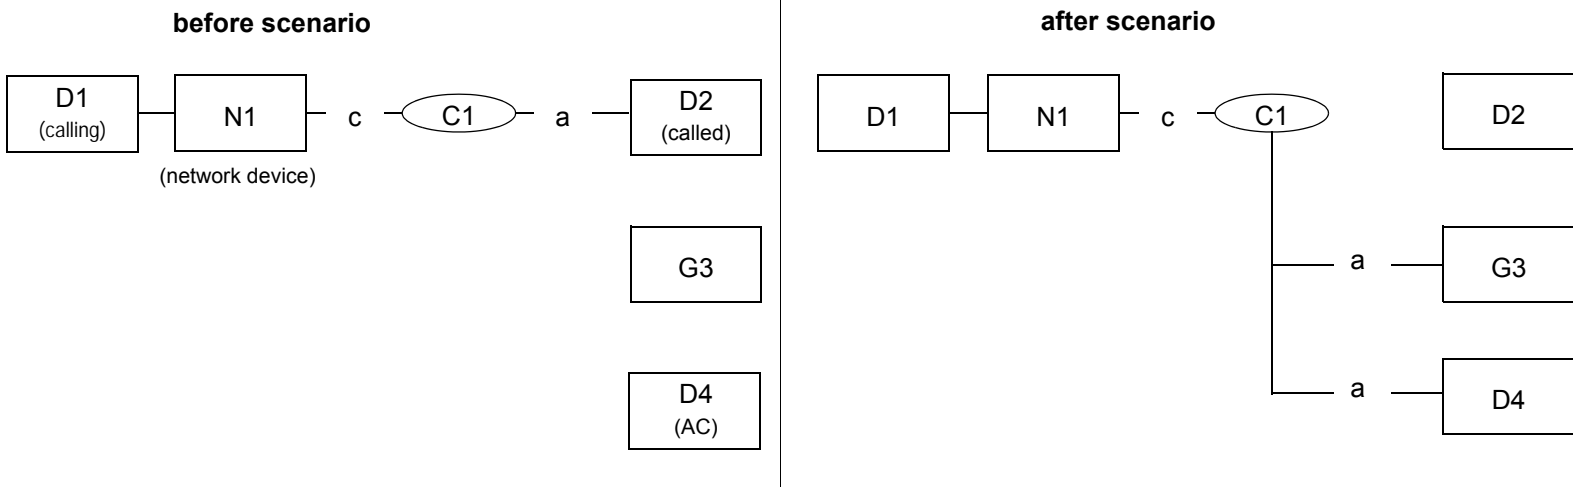 before scenario
D1
(calling)
N1
c
C1
a
D2
(called)
(network device)
G3
D4
(AC)
after scenario
D1
N1
c
C1
D2
a
G3
a
D4